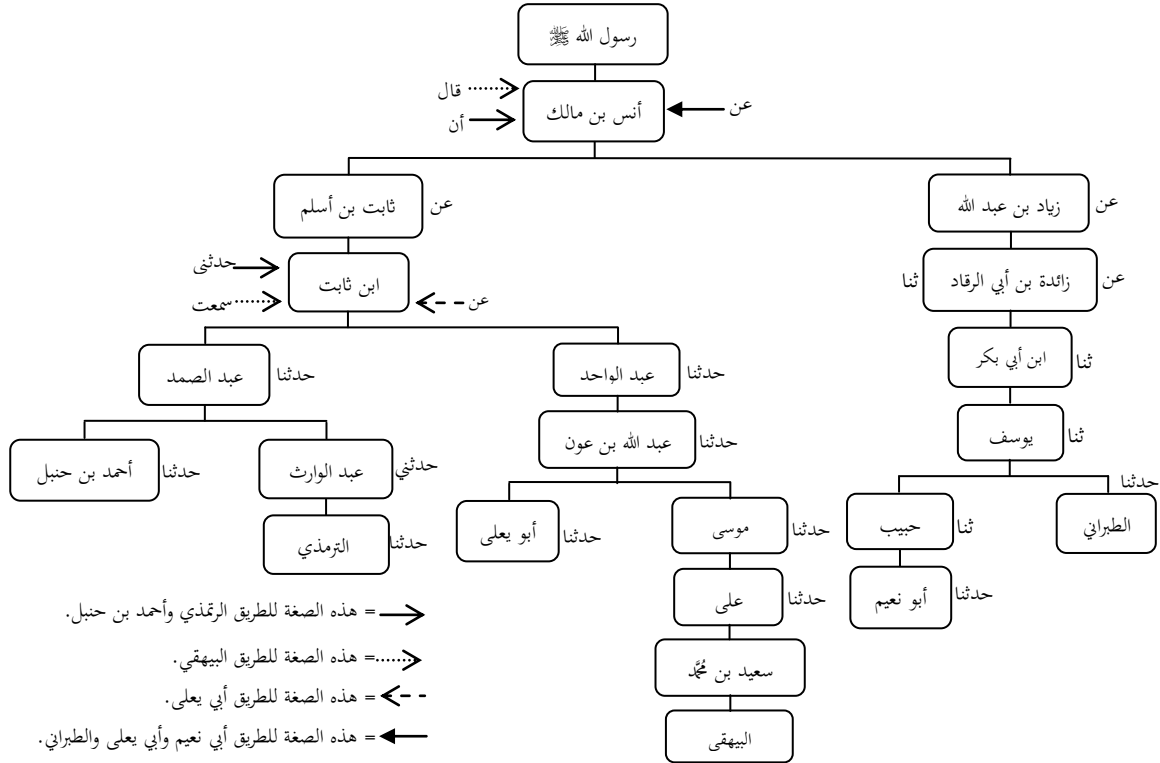 رسول الله ﷺ
قال
عن
أنس بن مالك
أن
ثابت بن أسلم
عن
زياد بن عبد الله
عن
حدثنى
ابن ثابت
سمعت
عن
ثنا
زائدة بن أبي الرقاد
عن
عبد الصمد
حدثنا
عبد الواحد
حدثنا
ابن أبي بكر
ثنا
أحمد بن حنبل
حدثنا
عبد الوارث
حدثني
عبد الله بن عون
حدثنا
يوسف
ثنا
الترمذي
حدثنا
أبو يعلى
حدثنا
موسى
حدثنا
حبيب
ثنا
الطبراني
حدثنا
على
حدثنا
أبو نعيم
حدثنا
سعيد بن مُحَمَّد
البيهقى
= هذه الصغة للطريق الرتمذي وأحمد بن حنبل.
= هذه الصغة للطريق البيهقي.
= هذه الصغة للطريق أبي يعلى.
= هذه الصغة للطريق أبي نعيم وأبي يعلى والطبراني.